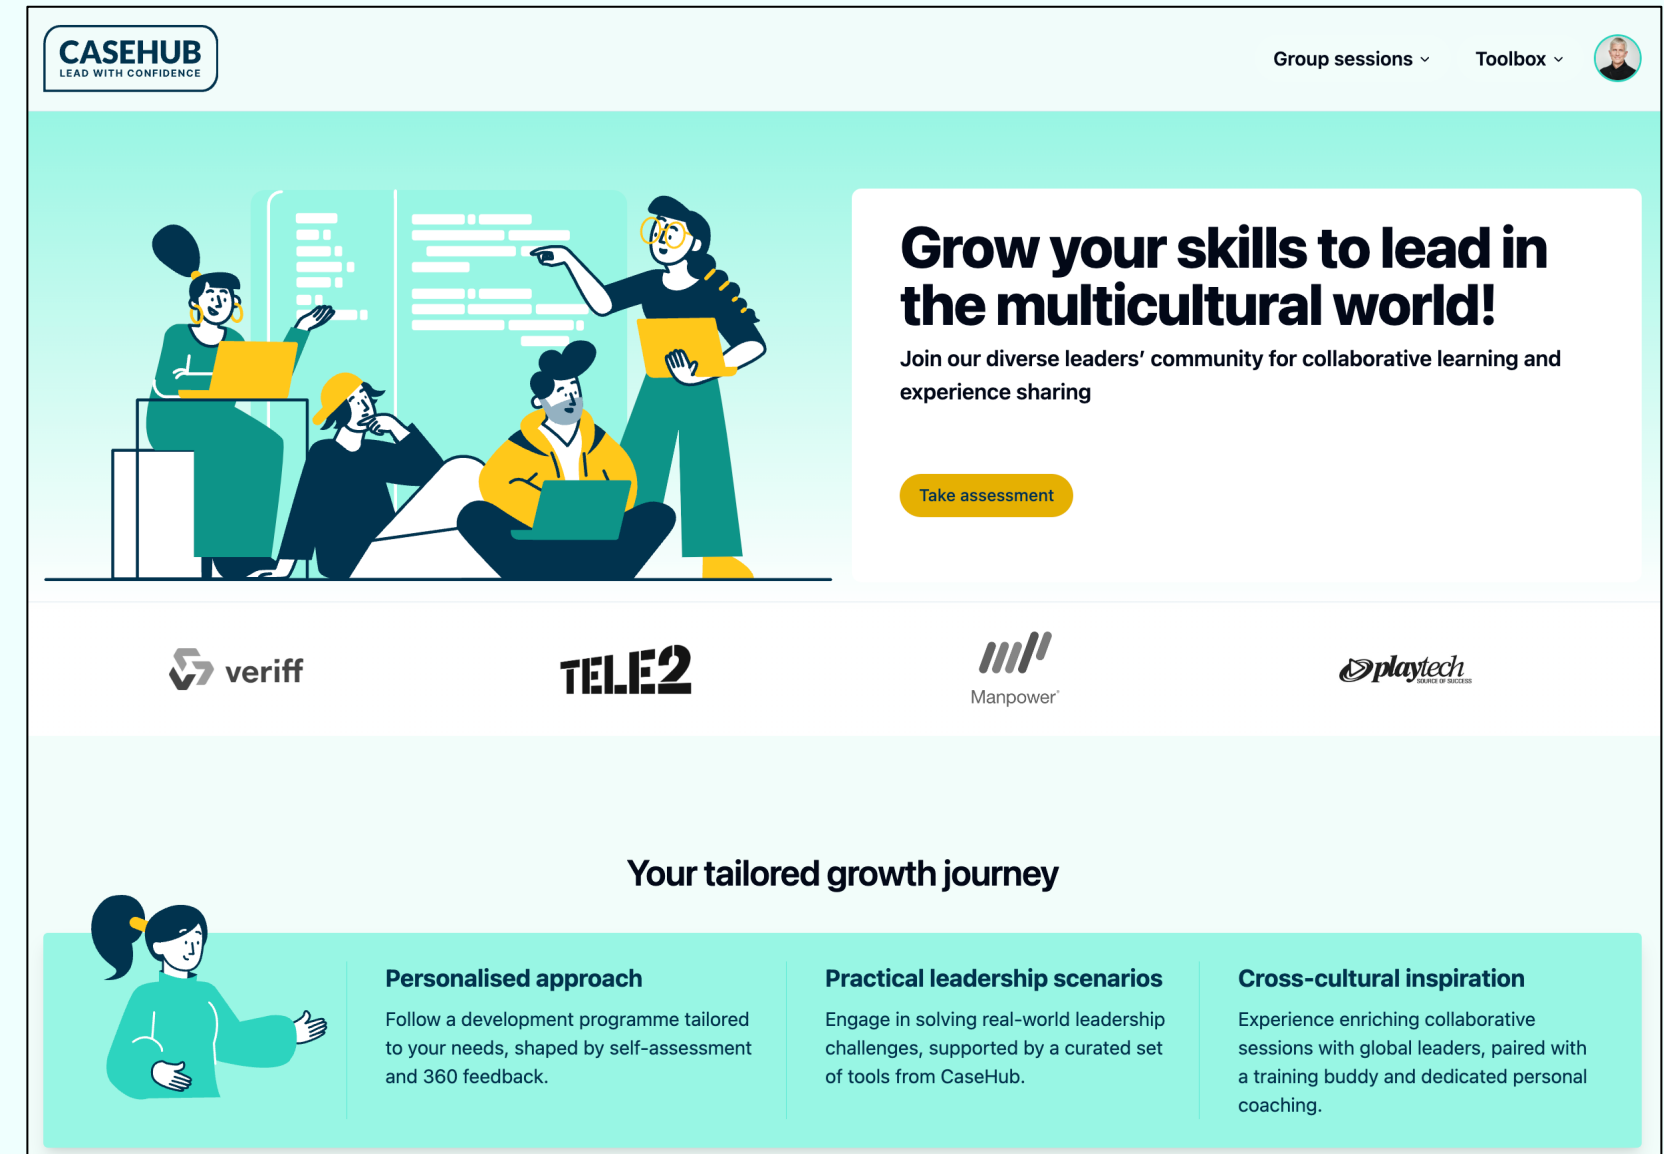 CASEHUB
LEAD WITH CONFIDENCE
Group sessions
Toolbox
Grow your skills to lead in
the multicultural world!
Join our diverse leaders’ community for collaborative learning and
experience sharing
Take assessment
veriff
TELE2
Manpower
playtech
SOURCE OF SUCCESS
Your tailored growth journey
Personalised approach
Follow a development programme tailored
to your needs, shaped by self-assessment
and 360 feedback.
Practical leadership scenarios
Engage in solving real-world leadership
challenges, supported by a curated set
of tools from CaseHub.
Cross-cultural inspiration
Experience enriching collaborative
sessions with global leaders, paired with
a training buddy and dedicated personal
coaching.